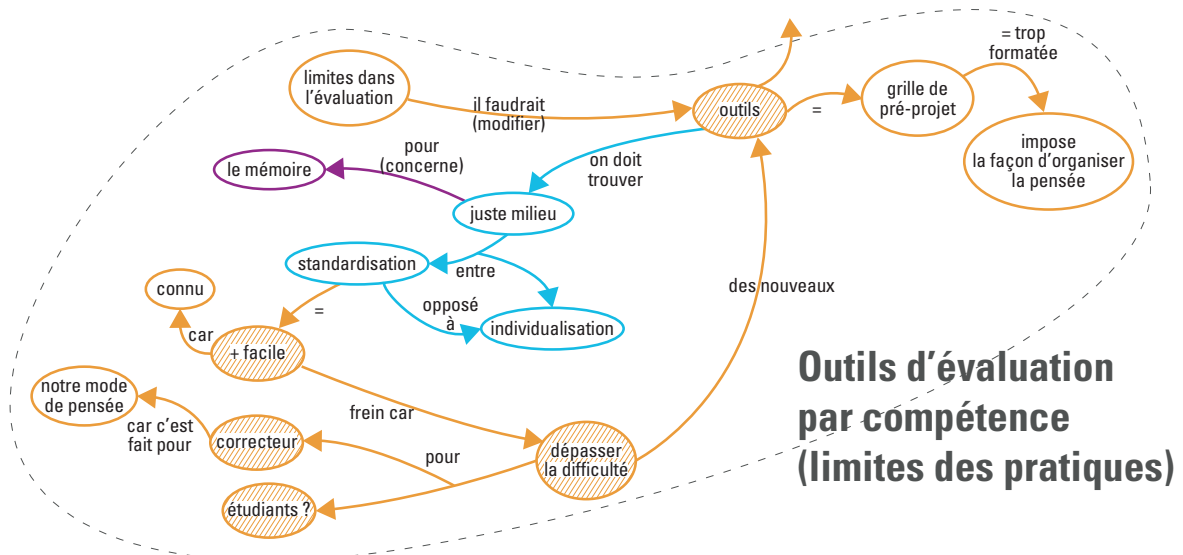 = trop
formatée
limites dans
l'évaluation
il faudrait
(modifier)
outils
=
grille de
pré-projet
impose
la façon d'organiser
la pensée
pour
(concerne)
le mémoire
on doit
trouver
juste milieu
standardisation
entre
connu
=
opposé
à
individualisation
des nouveaux
car
+ facile
notre mode
de pensée
car c'est
fait pour
correcteur
frein car
pour
dépasser
la difficulté
étudiants ?
Outils d'évaluation
par compétence
(limites des pratiques)